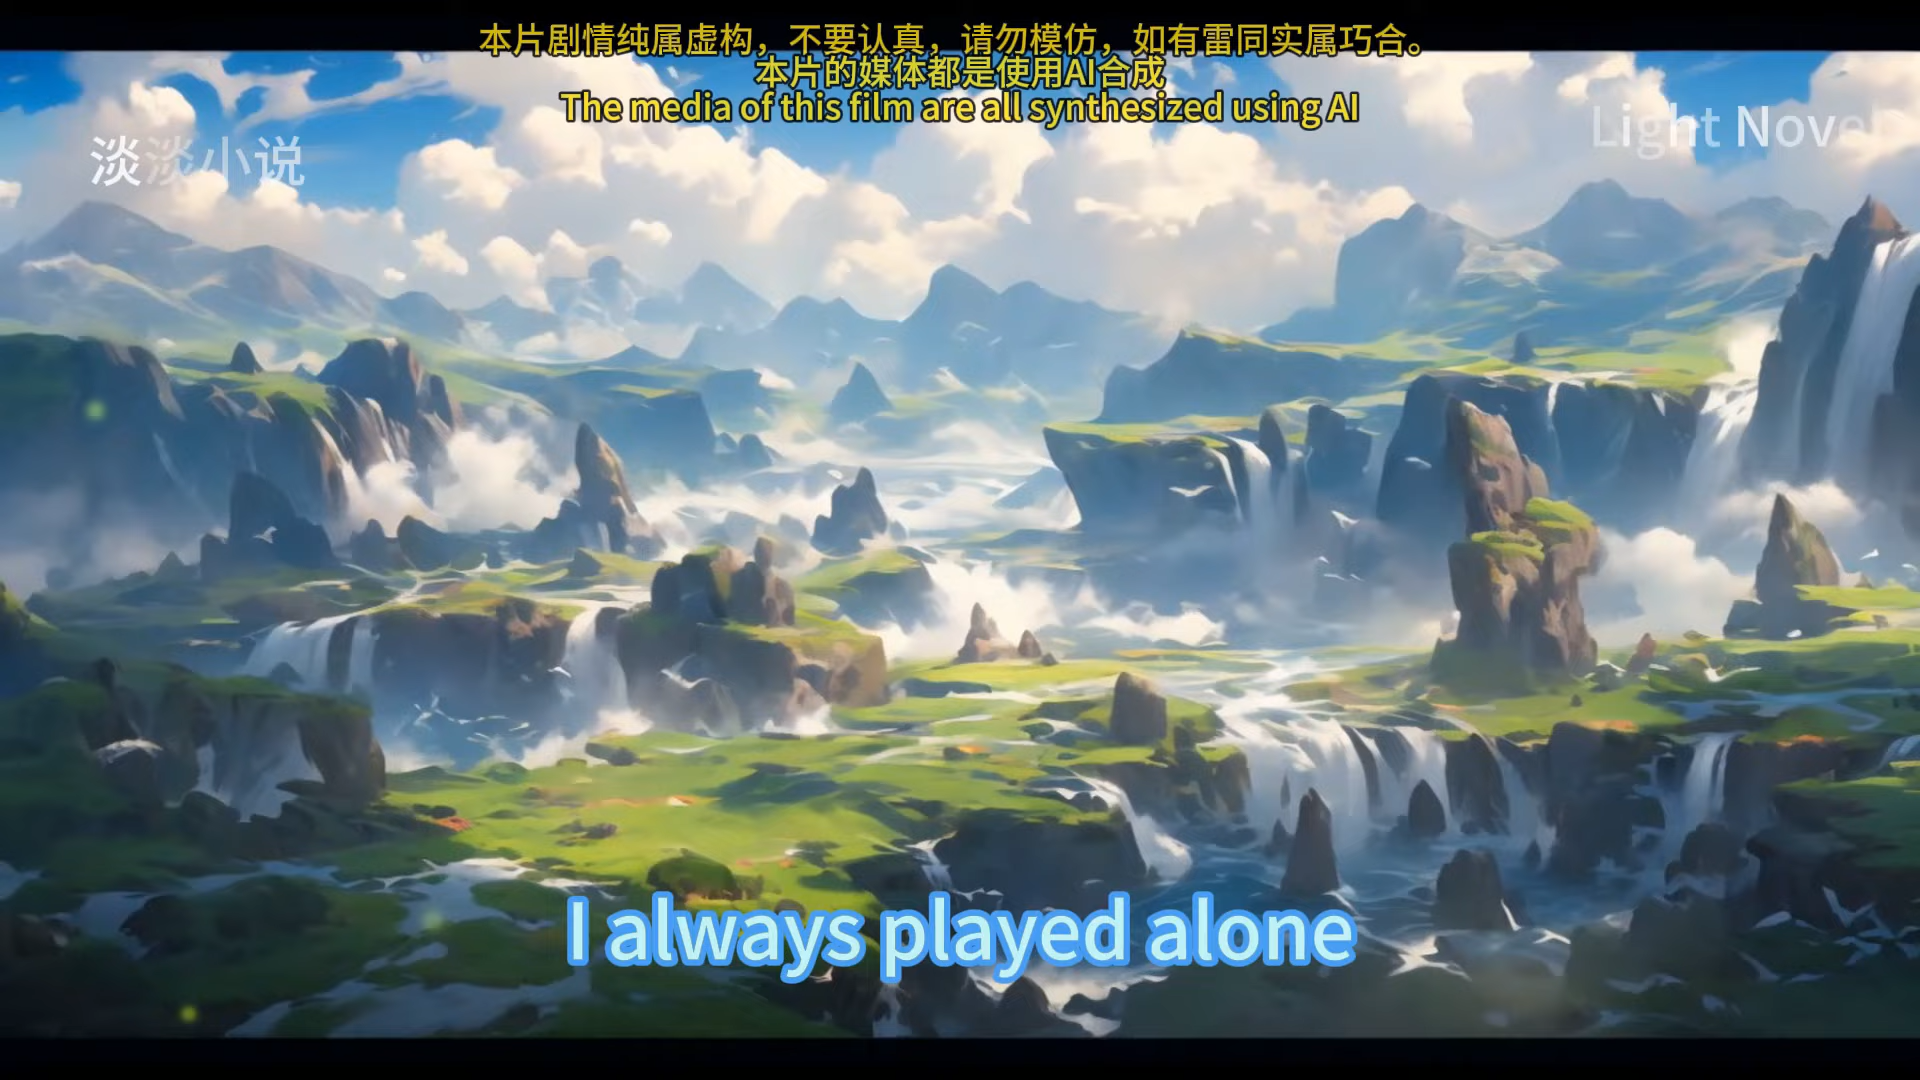 本片剧情纯属虚构，不要认真，请勿模仿，如有雷同实属巧合。
本片的媒体都是使用AI合成
The media of this film are all synthesized using AI
淡淡小说
Light Novel
I always played alone